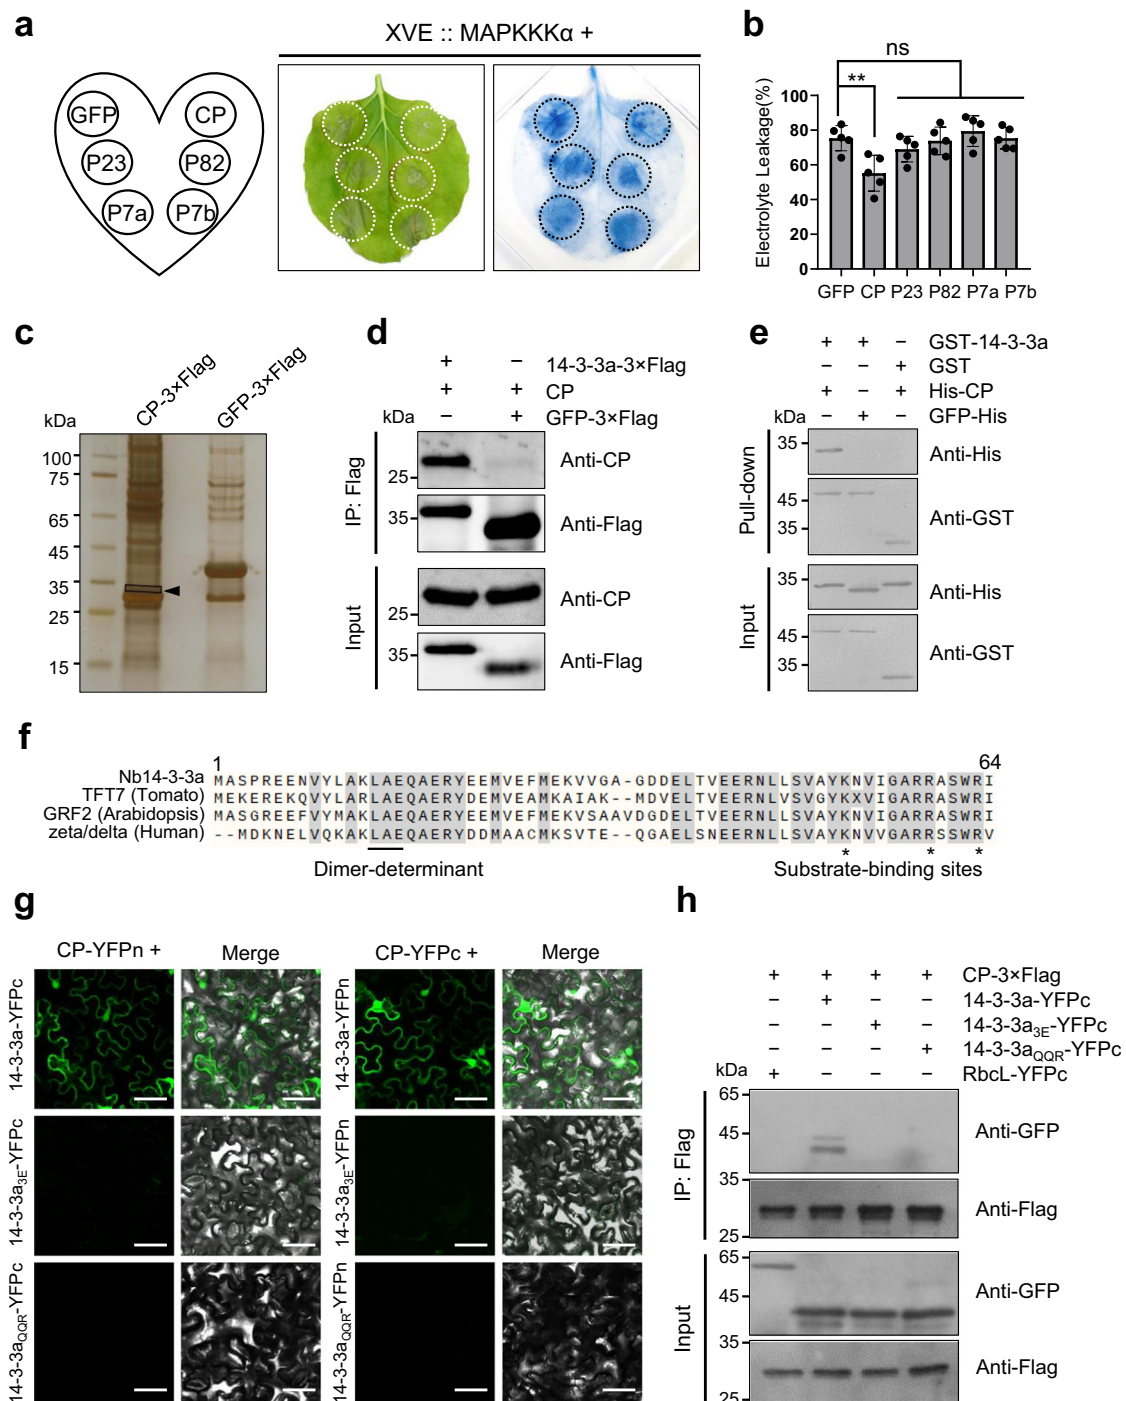 a
XVE :: MAPKKKα +
GFP CP
P23 P82
P7a P7b
b
ns
**
Electrolyte Leakage(%)
100
80
60
40
20
0
GFP CP P23 P82 P7a P7b
c
CP-3×Flag
GFP-3×Flag
kDa
100
75
65
45
35
25
15
d
+ − 14-3-3a-3×Flag
+ + CP
− + GFP-3×Flag
kDa
IP: Flag
25
Anti-CP
35
Anti-Flag
Input
25
Anti-CP
35
Anti-Flag
e
+ + − GST-14-3-3a
− − + GST
+ − + His-CP
− + − GFP-His
kDa
Pull-down
35
Anti-His
45
35
Anti-GST
Input
35
Anti-His
45
35
Anti-GST
f
1 64
Nb14-3-3a MASPREENVYLAKLAEQAERYEEMVEFMEKVVGA-GDDELTVEERNLLSVAYKNVIGARRASWRI
TFT7 (Tomato) MEKEREKQVYLARLAEQAERYDEMVEAMKAIAK--MDVELTVEERNLVSVGYKXVIGARRASWRI
GRF2 (Arabidopsis) MASGREEFVYMAKLAEQAERYEEMVEFMEKVSAAVDGDELTVEERNLLSVAYKNVIGARRASWRI
zeta/delta (Human) --MDKNELVQKAKLAEQAERYDDMAACMKSVTE--QGAELSNEERNLLSVAYKNVVGARRSSWRV
* * *
Dimer-determinant Substrate-binding sites
g
CP-YFPn + Merge CP-YFPc + Merge
14-3-3a-YFPc
14-3-3a-YFPn
14-3-3a3E-YFPc
14-3-3a3E-YFPn
14-3-3aQQR-YFPc
14-3-3aQQR-YFPn
h
+ + + + CP-3×Flag
− + − − 14-3-3a-YFPc
− − + − 14-3-3a3E-YFPc
− − − + 14-3-3aQQR-YFPc
+ − − − RbcL-YFPc
kDa
IP: Flag
65
45
Anti-GFP
35
25
Anti-Flag
Input
65
45
Anti-GFP
35
25
Anti-Flag